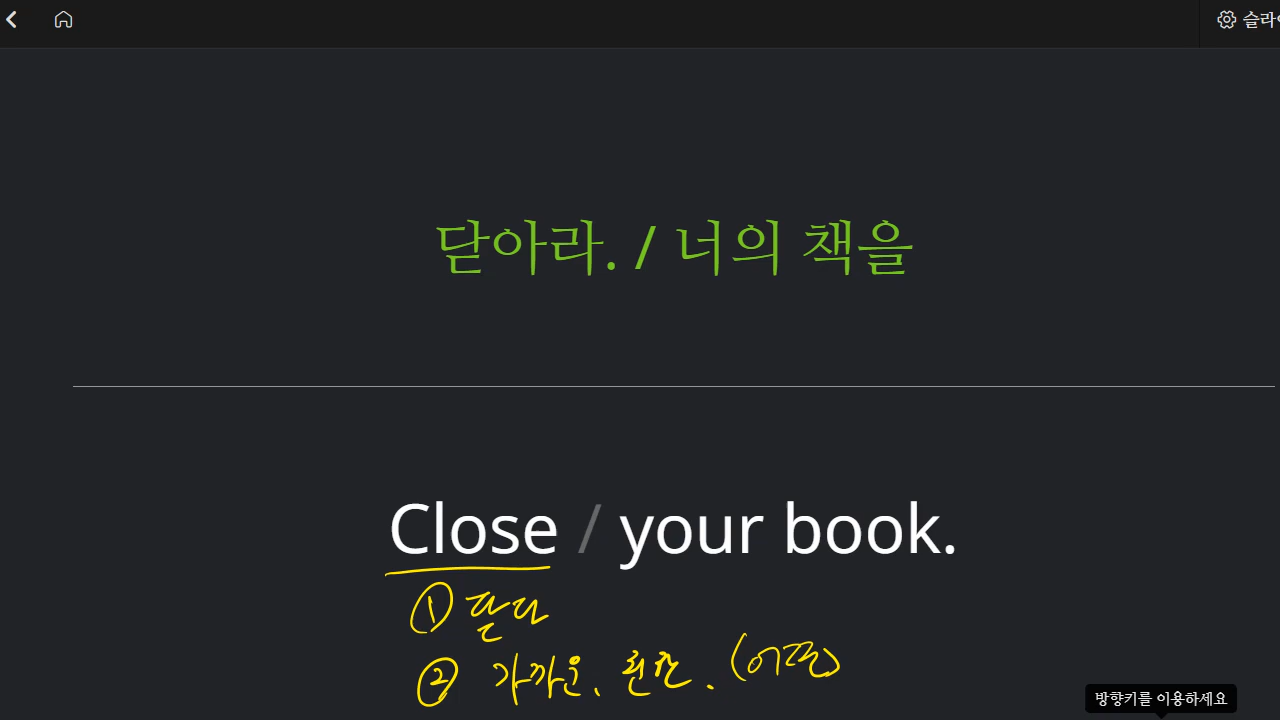 슬라
닫아라. / 너의 책을
Close / your book.
① 닫다
② 가까운, 친한. (어떤)
방향키를 이용하세요